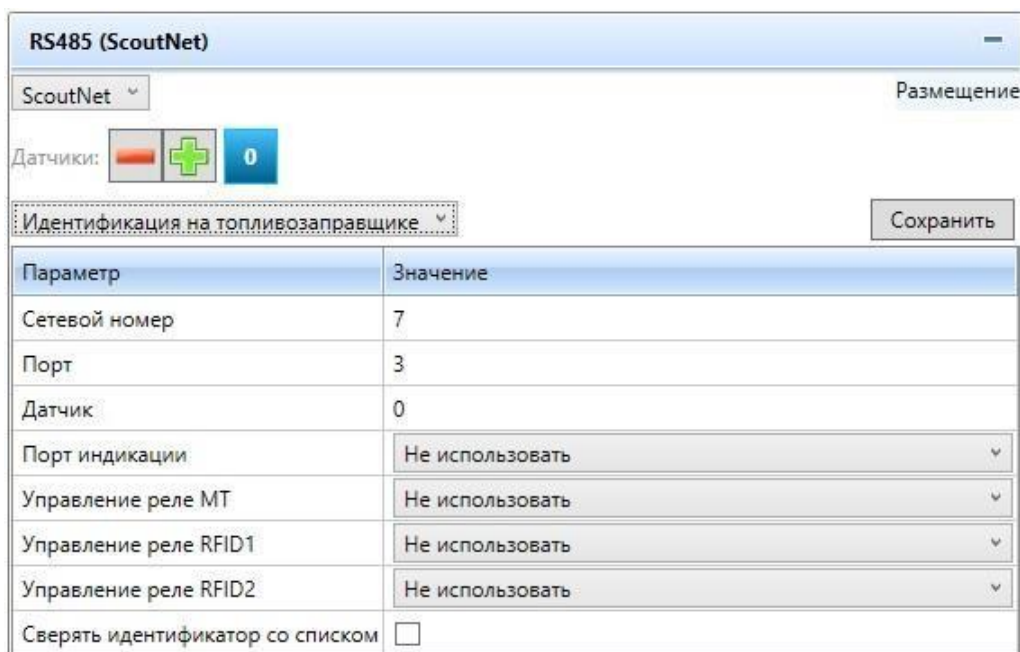 RS485 (ScoutNet)
ScoutNet
Размещение
Датчики:
0
Идентификация на топливозаправщике
Сохранить
Параметр Значение
Сетевой номер 7
Порт 3
Датчик 0
Порт индикации Не использовать
Управление реле МТ Не использовать
Управление реле RFID1 Не использовать
Управление реле RFID2 Не использовать
Сверять идентификатор со списком